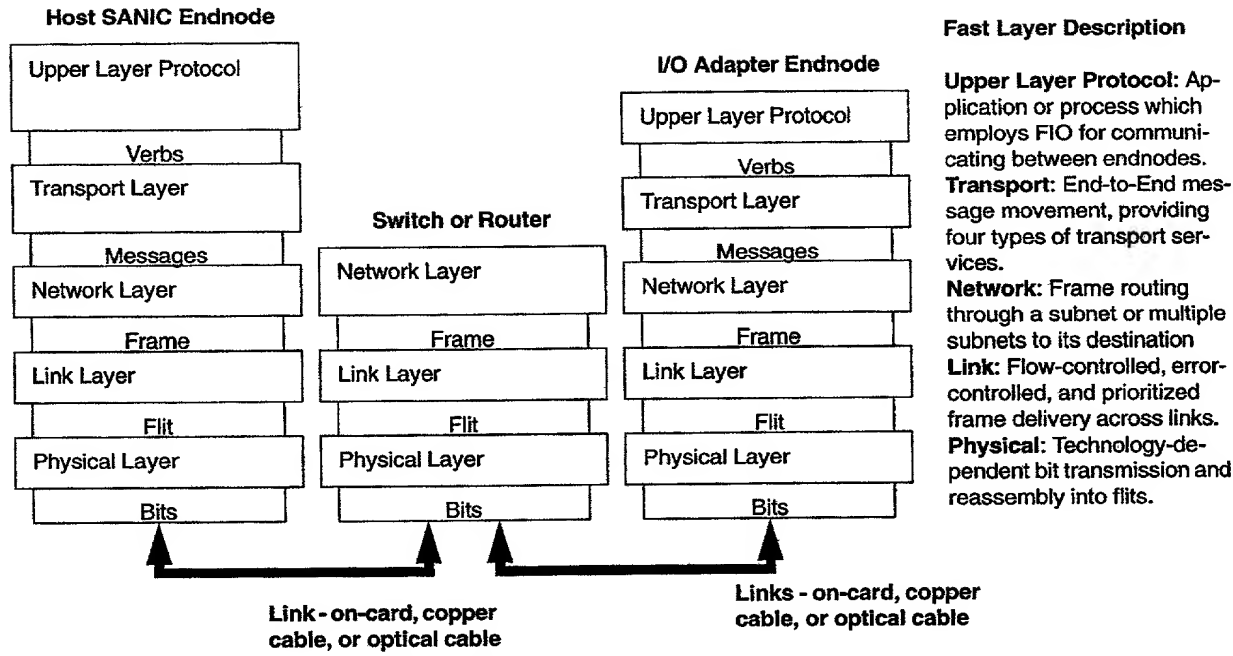 Host SANIC Endnode
Upper Layer Protocol
Verbs
Transport Layer
Messages
Network Layer
Frame
Link Layer
Flit
Physical Layer
Bits
Switch or Router
Network Layer
Frame
Link Layer
Flit
Physical Layer
Bits
I/O Adapter Endnode
Upper Layer Protocol
Verbs
Transport Layer
Messages
Network Layer
Frame
Link Layer
Flit
Physical Layer
Bits
Link - on-card, copper
cable, or optical cable
Links - on-card, copper
cable, or optical cable
Fast Layer Description
Upper Layer Protocol: Ap-
plication or process which
employs FIO for communi-
cating between endnodes.
Transport: End-to-End mes-
sage movement, providing
four types of transport ser-
vices.
Network: Frame routing
through a subnet or multiple
subnets to its destination
Link: Flow-controlled, error-
controlled, and prioritized
frame delivery across links.
Physical: Technology-de-
pendent bit transmission and
reassembly into flits.